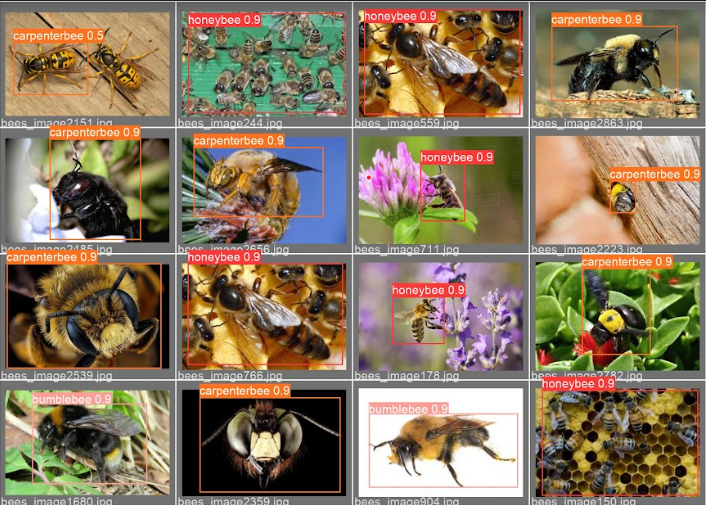 carpenterbee 0.5
honeybee 0.9
honeybee 0.9
carpenterbee 0.9
bees_image2151.jpg
bees_image244.jpg
bees_image559.jpg
bees_image2863.jpg
carpenterbee 0.9
carpenterbee 0.9
honeybee 0.9
carpenterbee 0.9
bees_image2485.jpg
bees_image2656.jpg
bees_image711.jpg
bees_image2223.jpg
carpenterbee 0.9
honeybee 0.9
honeybee 0.9
carpenterbee 0.9
bees_image2539.jpg
bees_image766.jpg
bees_image178.jpg
bees_image2782.jpg
bumblebee 0.9
carpenterbee 0.9
bumblebee 0.9
honeybee 0.9
bees_image1680.jpg
bees_image2359.jpg
bees_image904.jpg
bees_image150.jpg